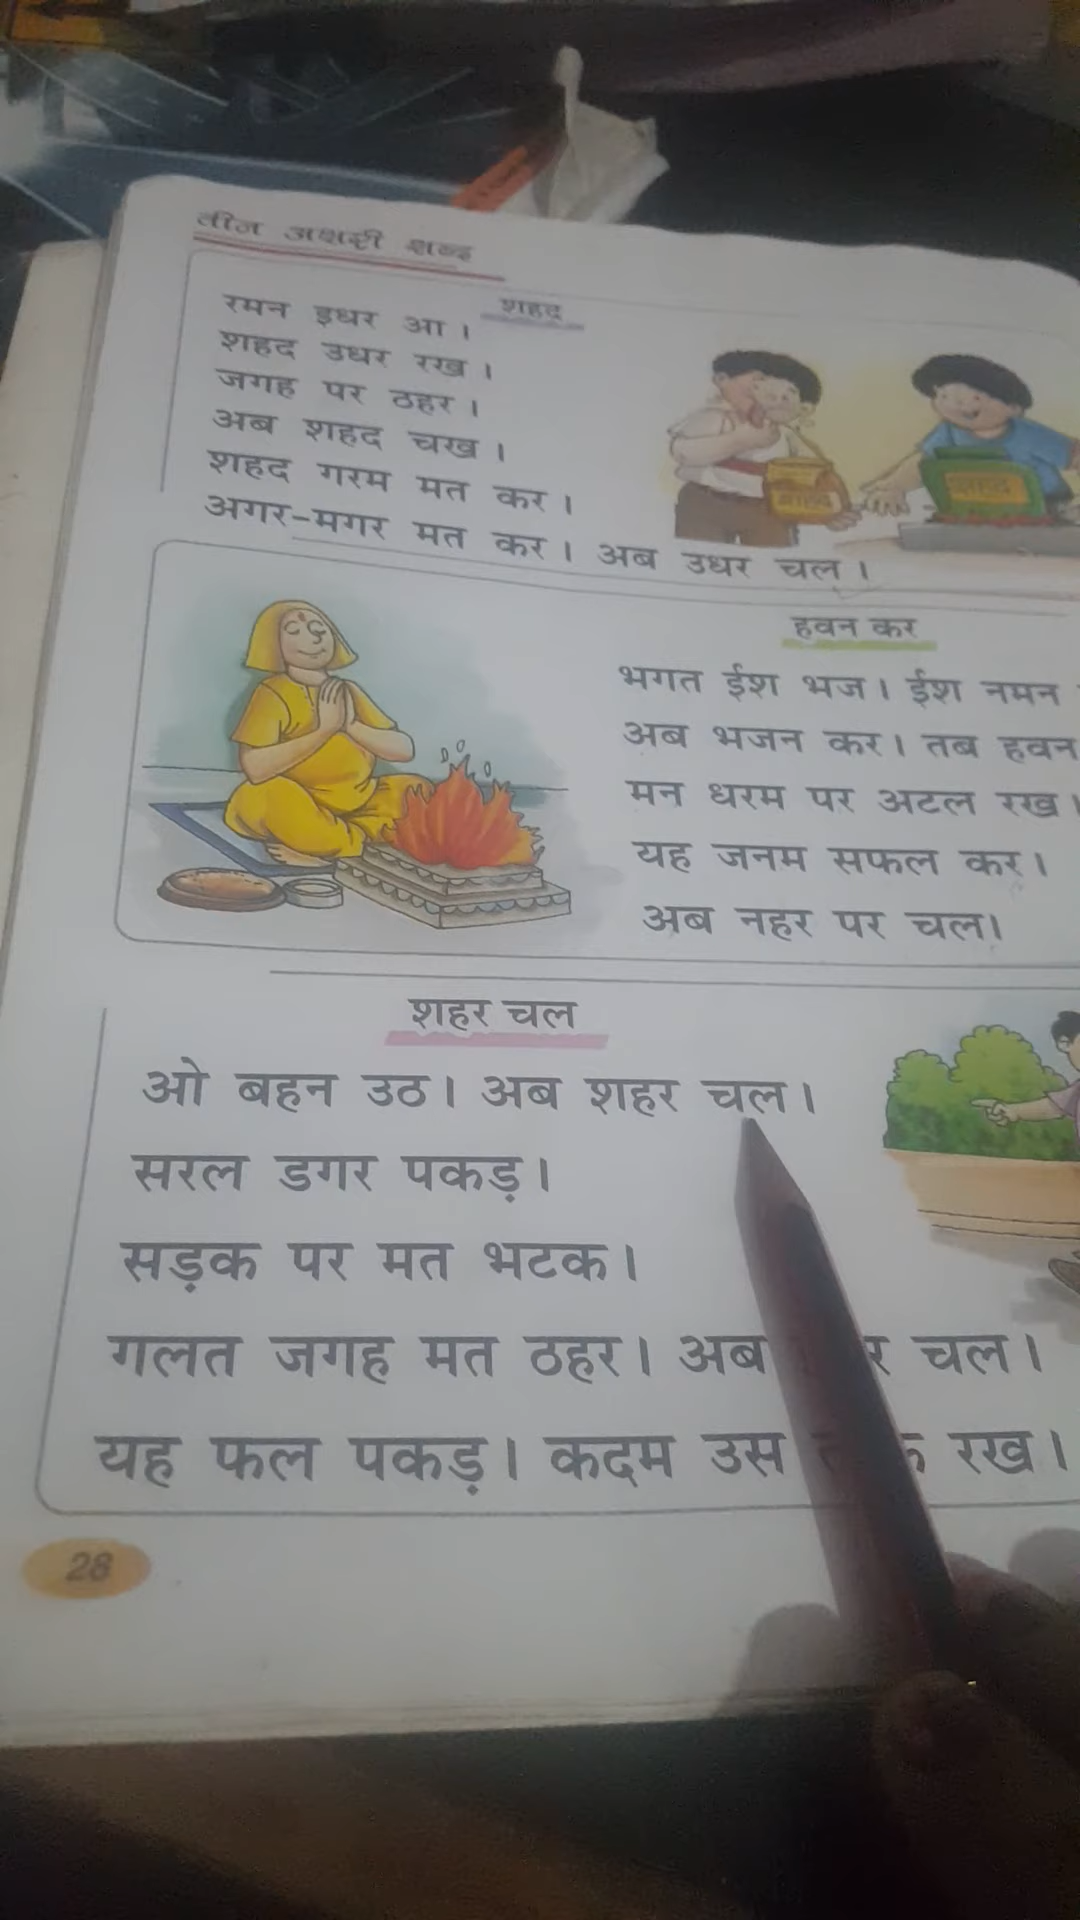 तीन अक्षरी शब्द
शहद
रमन इधर आ।
शहद उधर रख।
जगह पर ठहर।
अब शहद चख।
शहद गरम मत कर।
अगर-मगर मत कर। अब उधर चल।
शहद
शहद
हवन कर
भगत ईश भज। ईश नमन
अब भजन कर। तब हवन
मन धरम पर अटल रख।
यह जनम सफल कर।
अब नहर पर चल।
शहर चल
ओ बहन उठ। अब शहर चल।
सरल डगर पकड़।
सड़क पर मत भटक।
गलत जगह मत ठहर। अब चल।
यह फल पकड़। कदम उस रख।
28